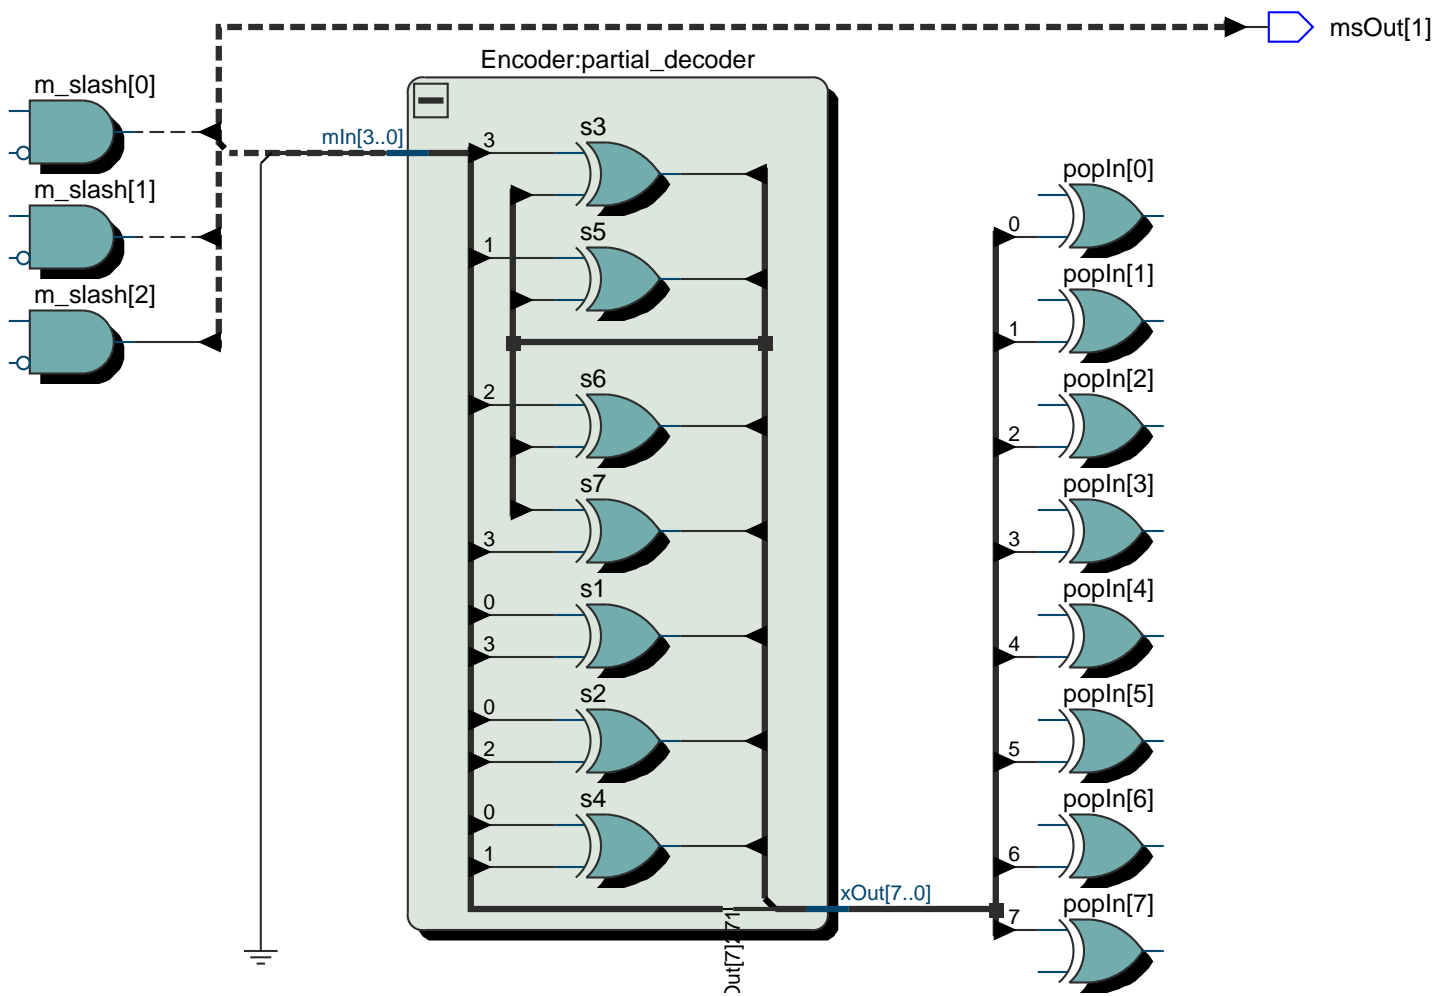 msOut[1]
Encoder:partial_decoder
m_slash[0]
mIn[3..0]
3
s3
popIn[0]
0
m_slash[1]
1
s5
popIn[1]
1
m_slash[2]
2
s6
popIn[2]
2
s7
3
popIn[3]
3
0
s1
3
popIn[4]
4
0
s2
2
popIn[5]
5
0
s4
1
popIn[6]
6
xOut[7..0]
popIn[7]
7